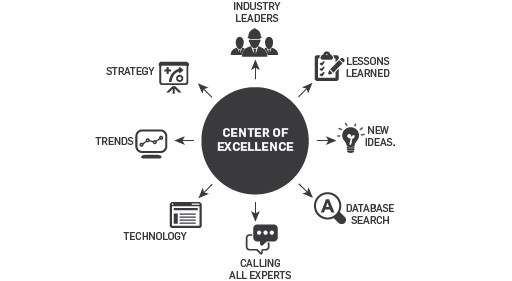 INDUSTRY
LEADERS
STRATEGY
LESSONS
LEARNED
TRENDS
CENTER OF
EXCELLENCE
NEW
IDEAS.
A
DATABASE
SEARCH
TECHNOLOGY
CALLING
ALL EXPERTS